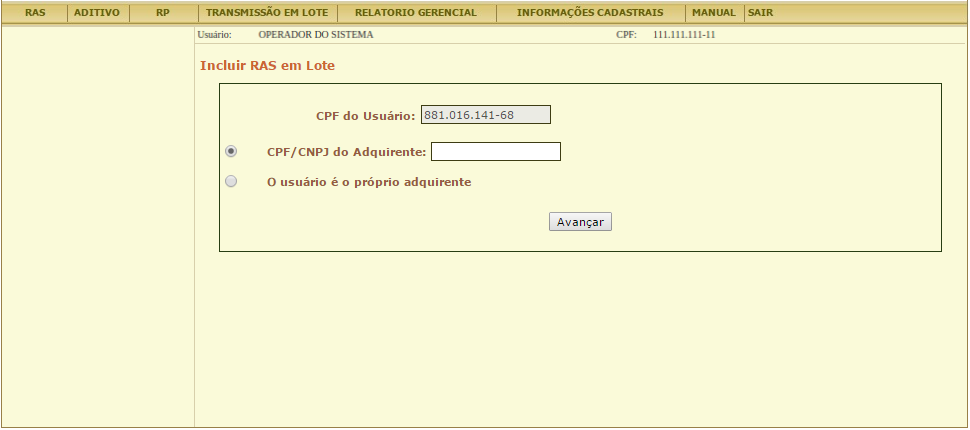 RAS ADITIVO RP TRANSMISSÃO EM LOTE RELATORIO GERENCIAL INFORMAÇÕES CADASTRAIS MANUAL SAIR
Usuário: OPERADOR DO SISTEMA CPF: 111.111.111-11
Incluir RAS em Lote
CPF do Usuário: 881.016.141-68
CPF/CNPJ do Adquirente:
O usuário é o próprio adquirente
Avançar